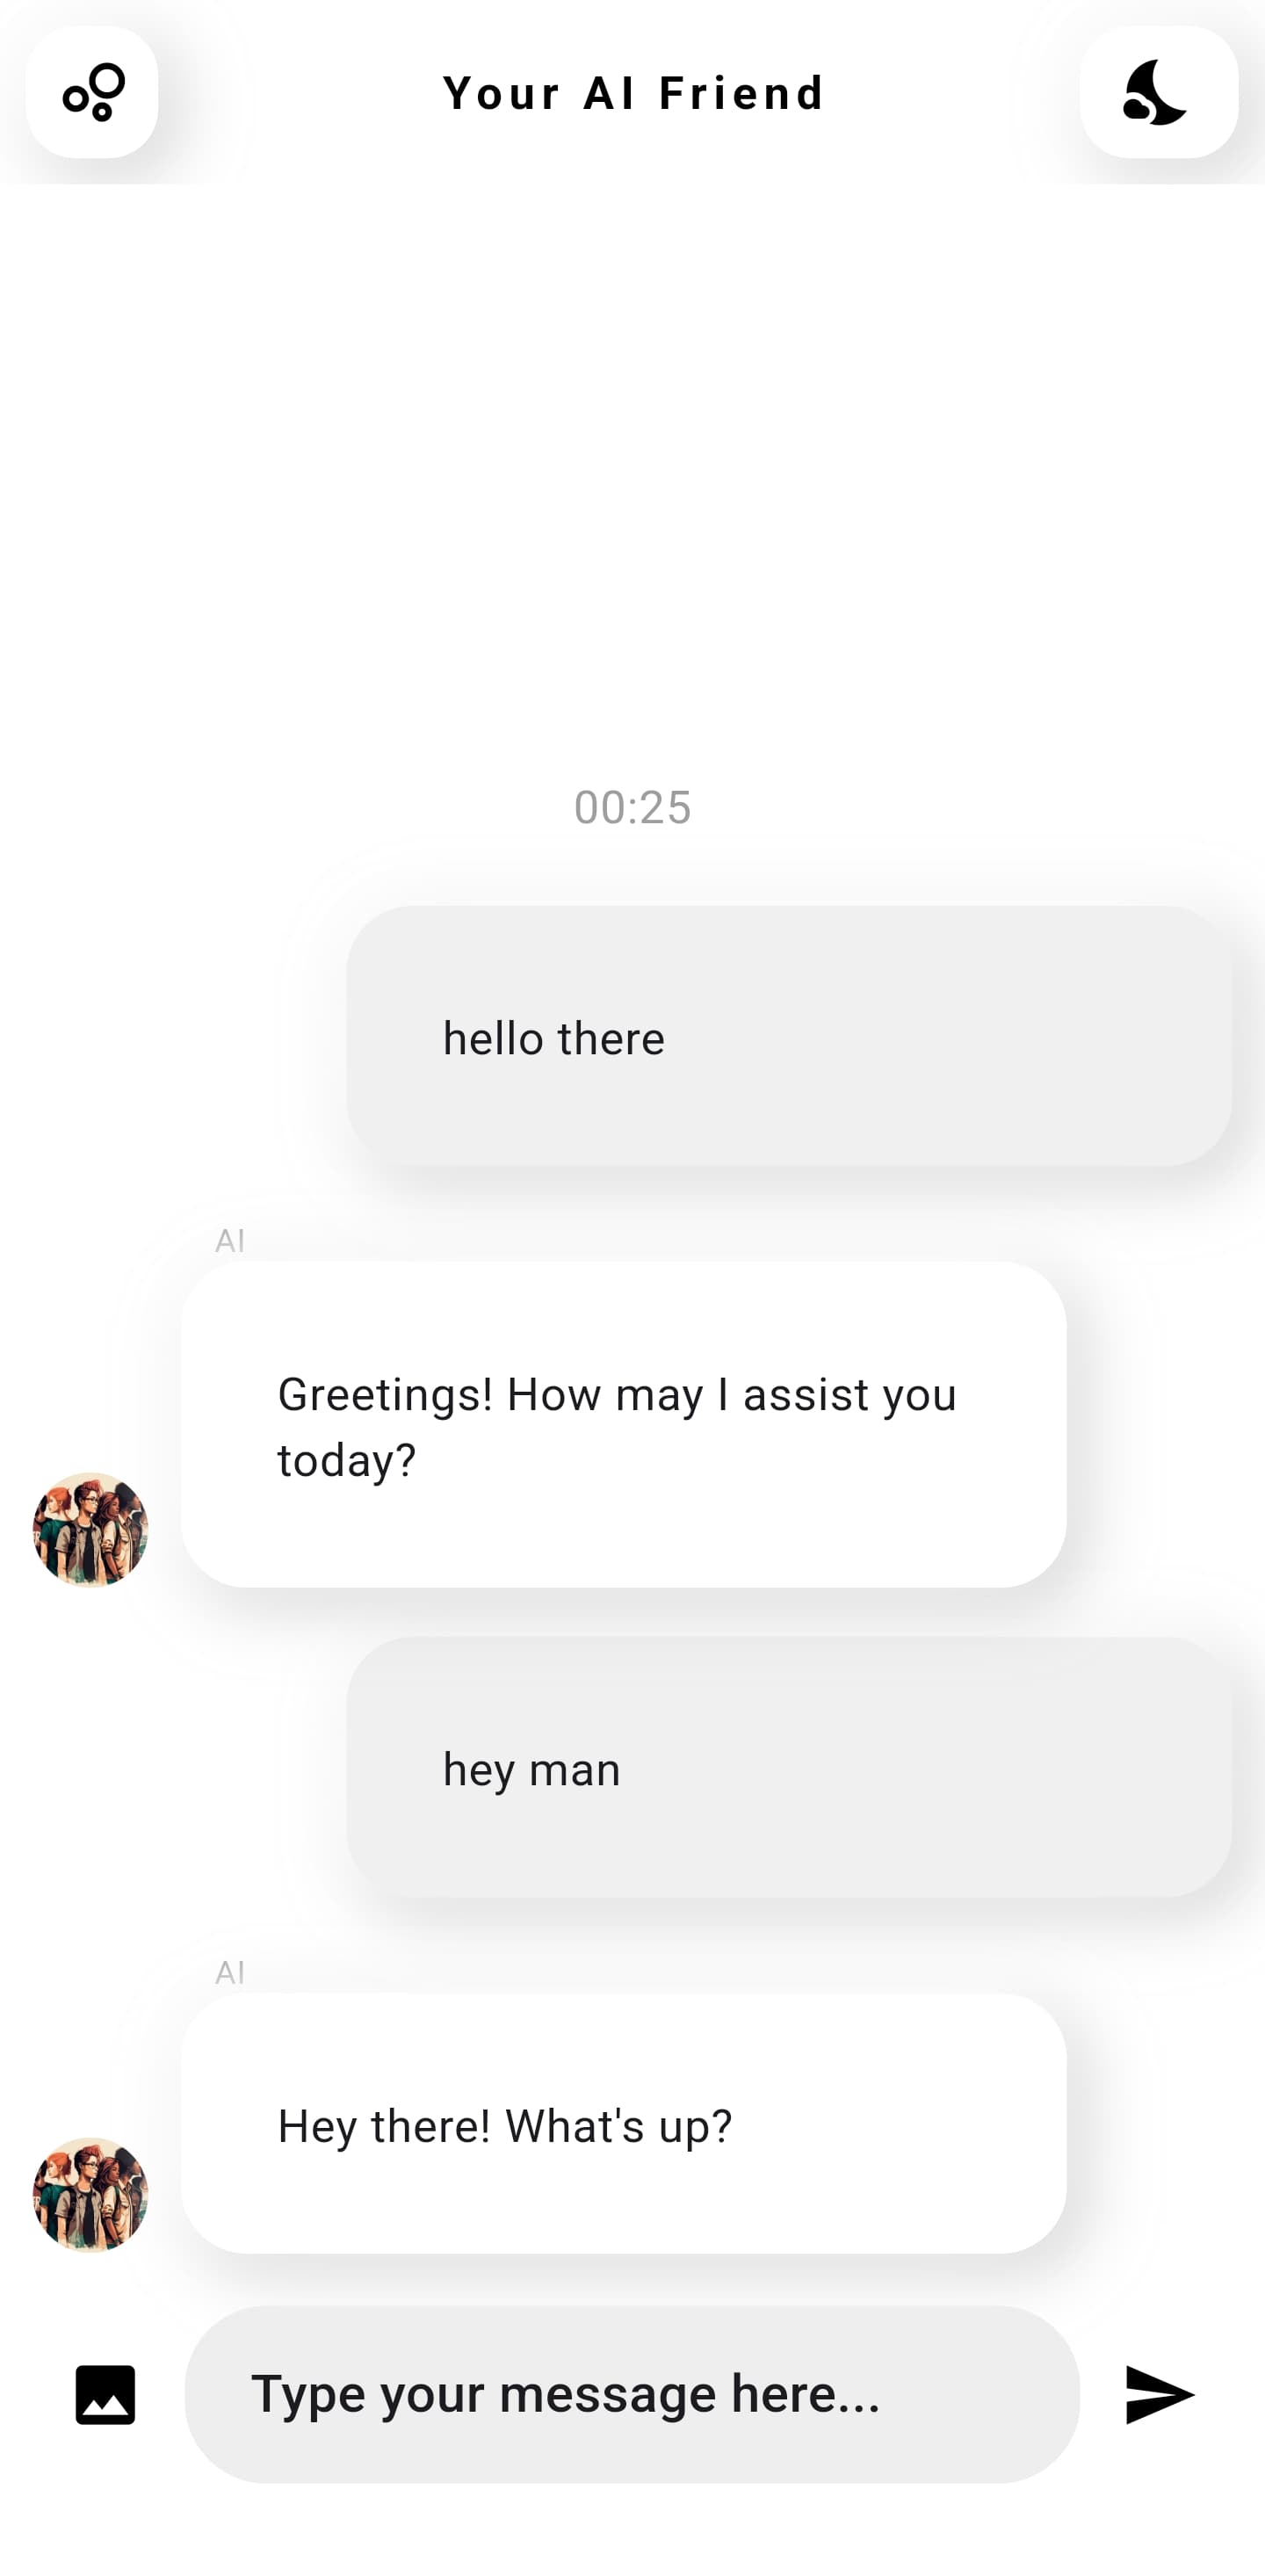 Your AI Friend
00:25
hello there
AI
Greetings! How may I assist you
today?
hey man
AI
Hey there! What's up?
Type your message here...